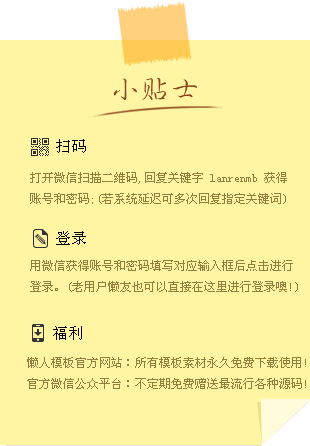 小贴士
扫码
打开微信扫描二维码,回复关键字 lanrenmb 获得
账号和密码;(若系统延迟可多次回复指定关键词)
登录
用微信获得账号和密码填写对应输入框后点击进行
登录。(老用户懒友也可以直接在这里进行登录噢!)
福利
懒人模板官方网站：所有模板素材永久免费下载使用!
官方微信公众平台：不定期免费赠送最流行各种源码!